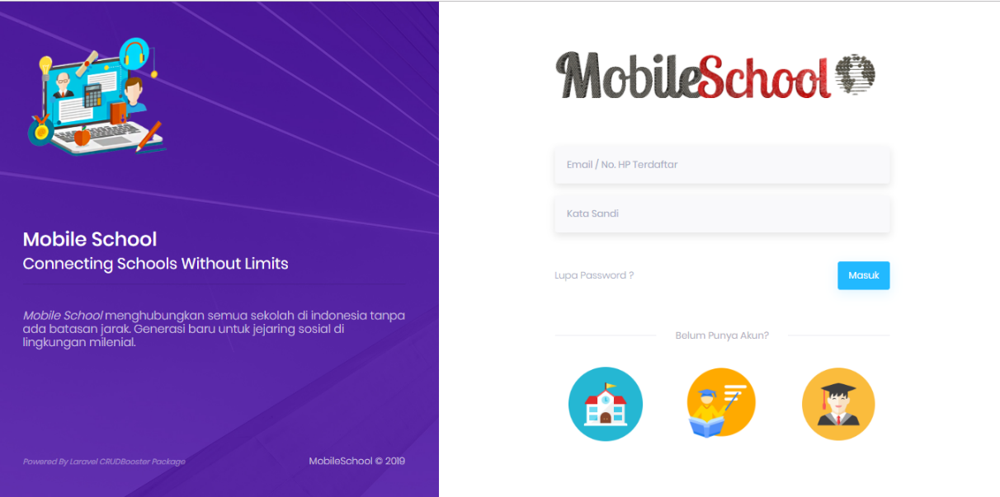 Mobile School
Connecting Schools Without Limits
Mobile School menghubungkan semua sekolah di indonesia tanpa
ada batasan jarak. Generasi baru untuk jejaring sosial di
lingkungan milenial.
Powered By Laravel CRUDBooster Package
MobileSchool © 2019
MobileSchool
Email / No. HP Terdaftar
Kata Sandi
Lupa Password ?
Masuk
Belum Punya Akun?